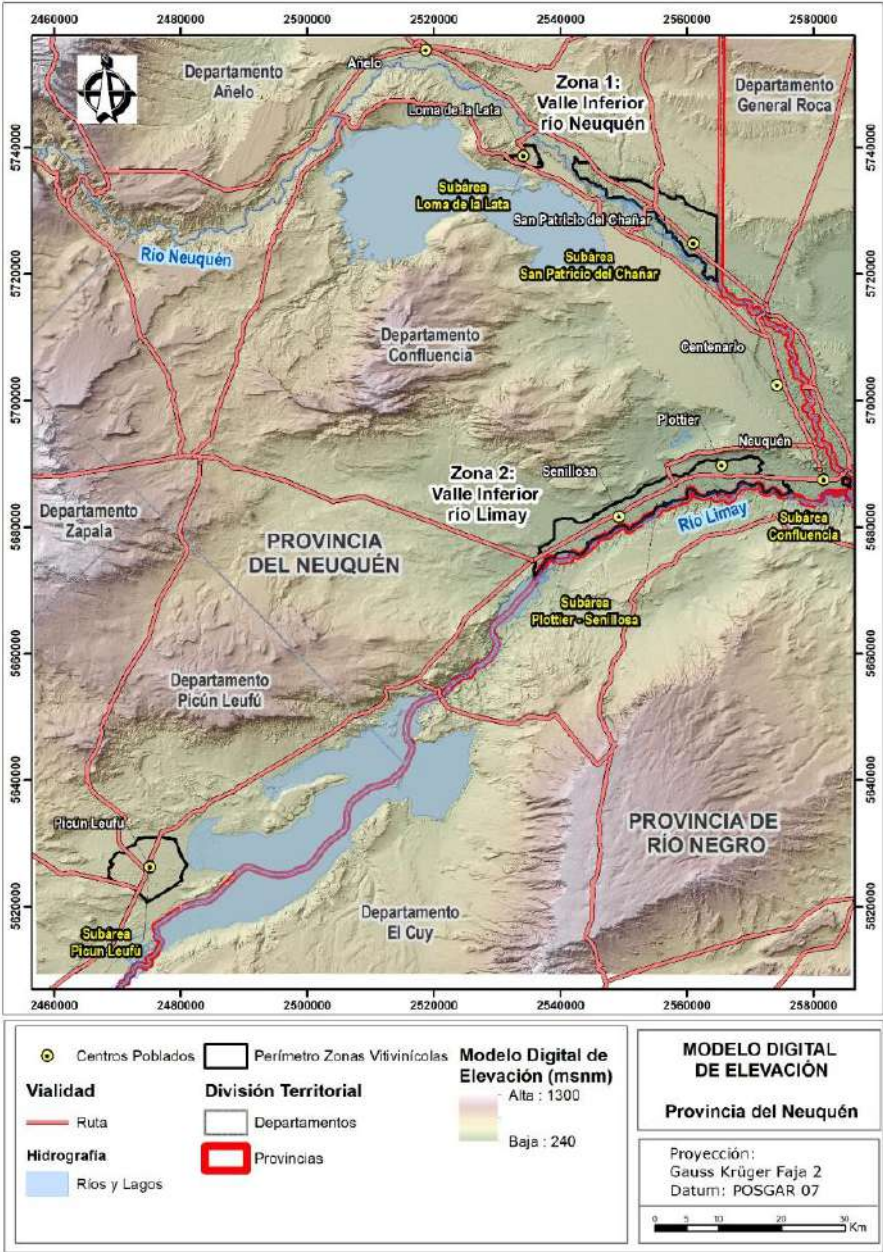 2460000
2480000
2500000
2520000
2540000
2560000
2580000
5740000
5720000
5700000
5680000
5660000
5640000
5620000
5740000
5720000
5700000
5680000
5660000
5640000
5620000
Departamento
Añelo
Añelo
Loma de la Lata
Zona 1:
Valle Inferior
río Neuquén
Departamento
General Roca
Subárea
Loma de la Lata
San Patricio del Chañar
Río Neuquén
Subárea
San Patricio del Chañar
Departamento
Confluencia
Centenario
Plottier
Neuquén
Senillosa
Zona 2:
Valle Inferior
río Limay
Departamento
Zapala
Río Limay
Subárea
Confluencia
PROVINCIA
DEL NEUQUÉN
Subárea
Plottier - Senillosa
Departamento
Picún Leufú
Picún Leufú
PROVINCIA DE
RÍO NEGRO
Departamento
El Cuy
Subárea
Picun Leufú
2460000
2480000
2500000
2520000
2540000
2560000
2580000
Centros Poblados
Perímetro Zonas Vitivinícolas
Vialidad
Ruta
Hidrografía
Ríos y Lagos
División Territorial
Departamentos
Provincias
Modelo Digital de
Elevación (msnm)
Alta : 1300
Baja : 240
MODELO DIGITAL
DE ELEVACIÓN
Provincia del Neuquén
Proyección:
Gauss Krüger Faja 2
Datum: POSGAR 07
0 5 10 20 30
Km